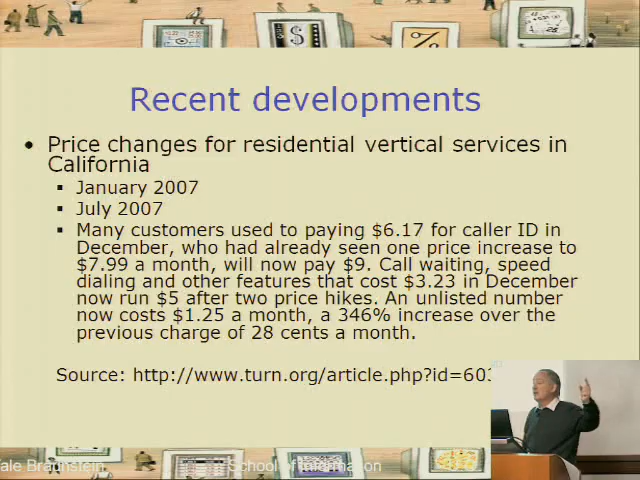 Recent developments
• Price changes for residential vertical services in
California
▪ January 2007
▪ July 2007
▪ Many customers used to paying $6.17 for caller ID in
December, who had already seen one price increase to
$7.99 a month, will now pay $9. Call waiting, speed
dialing and other features that cost $3.23 in December
now run $5 after two price hikes. An unlisted number
now costs $1.25 a month, a 346% increase over the
previous charge of 28 cents a month.
Source: http://www.turn.org/article.php?id=603
Yale Braunstein School of Information